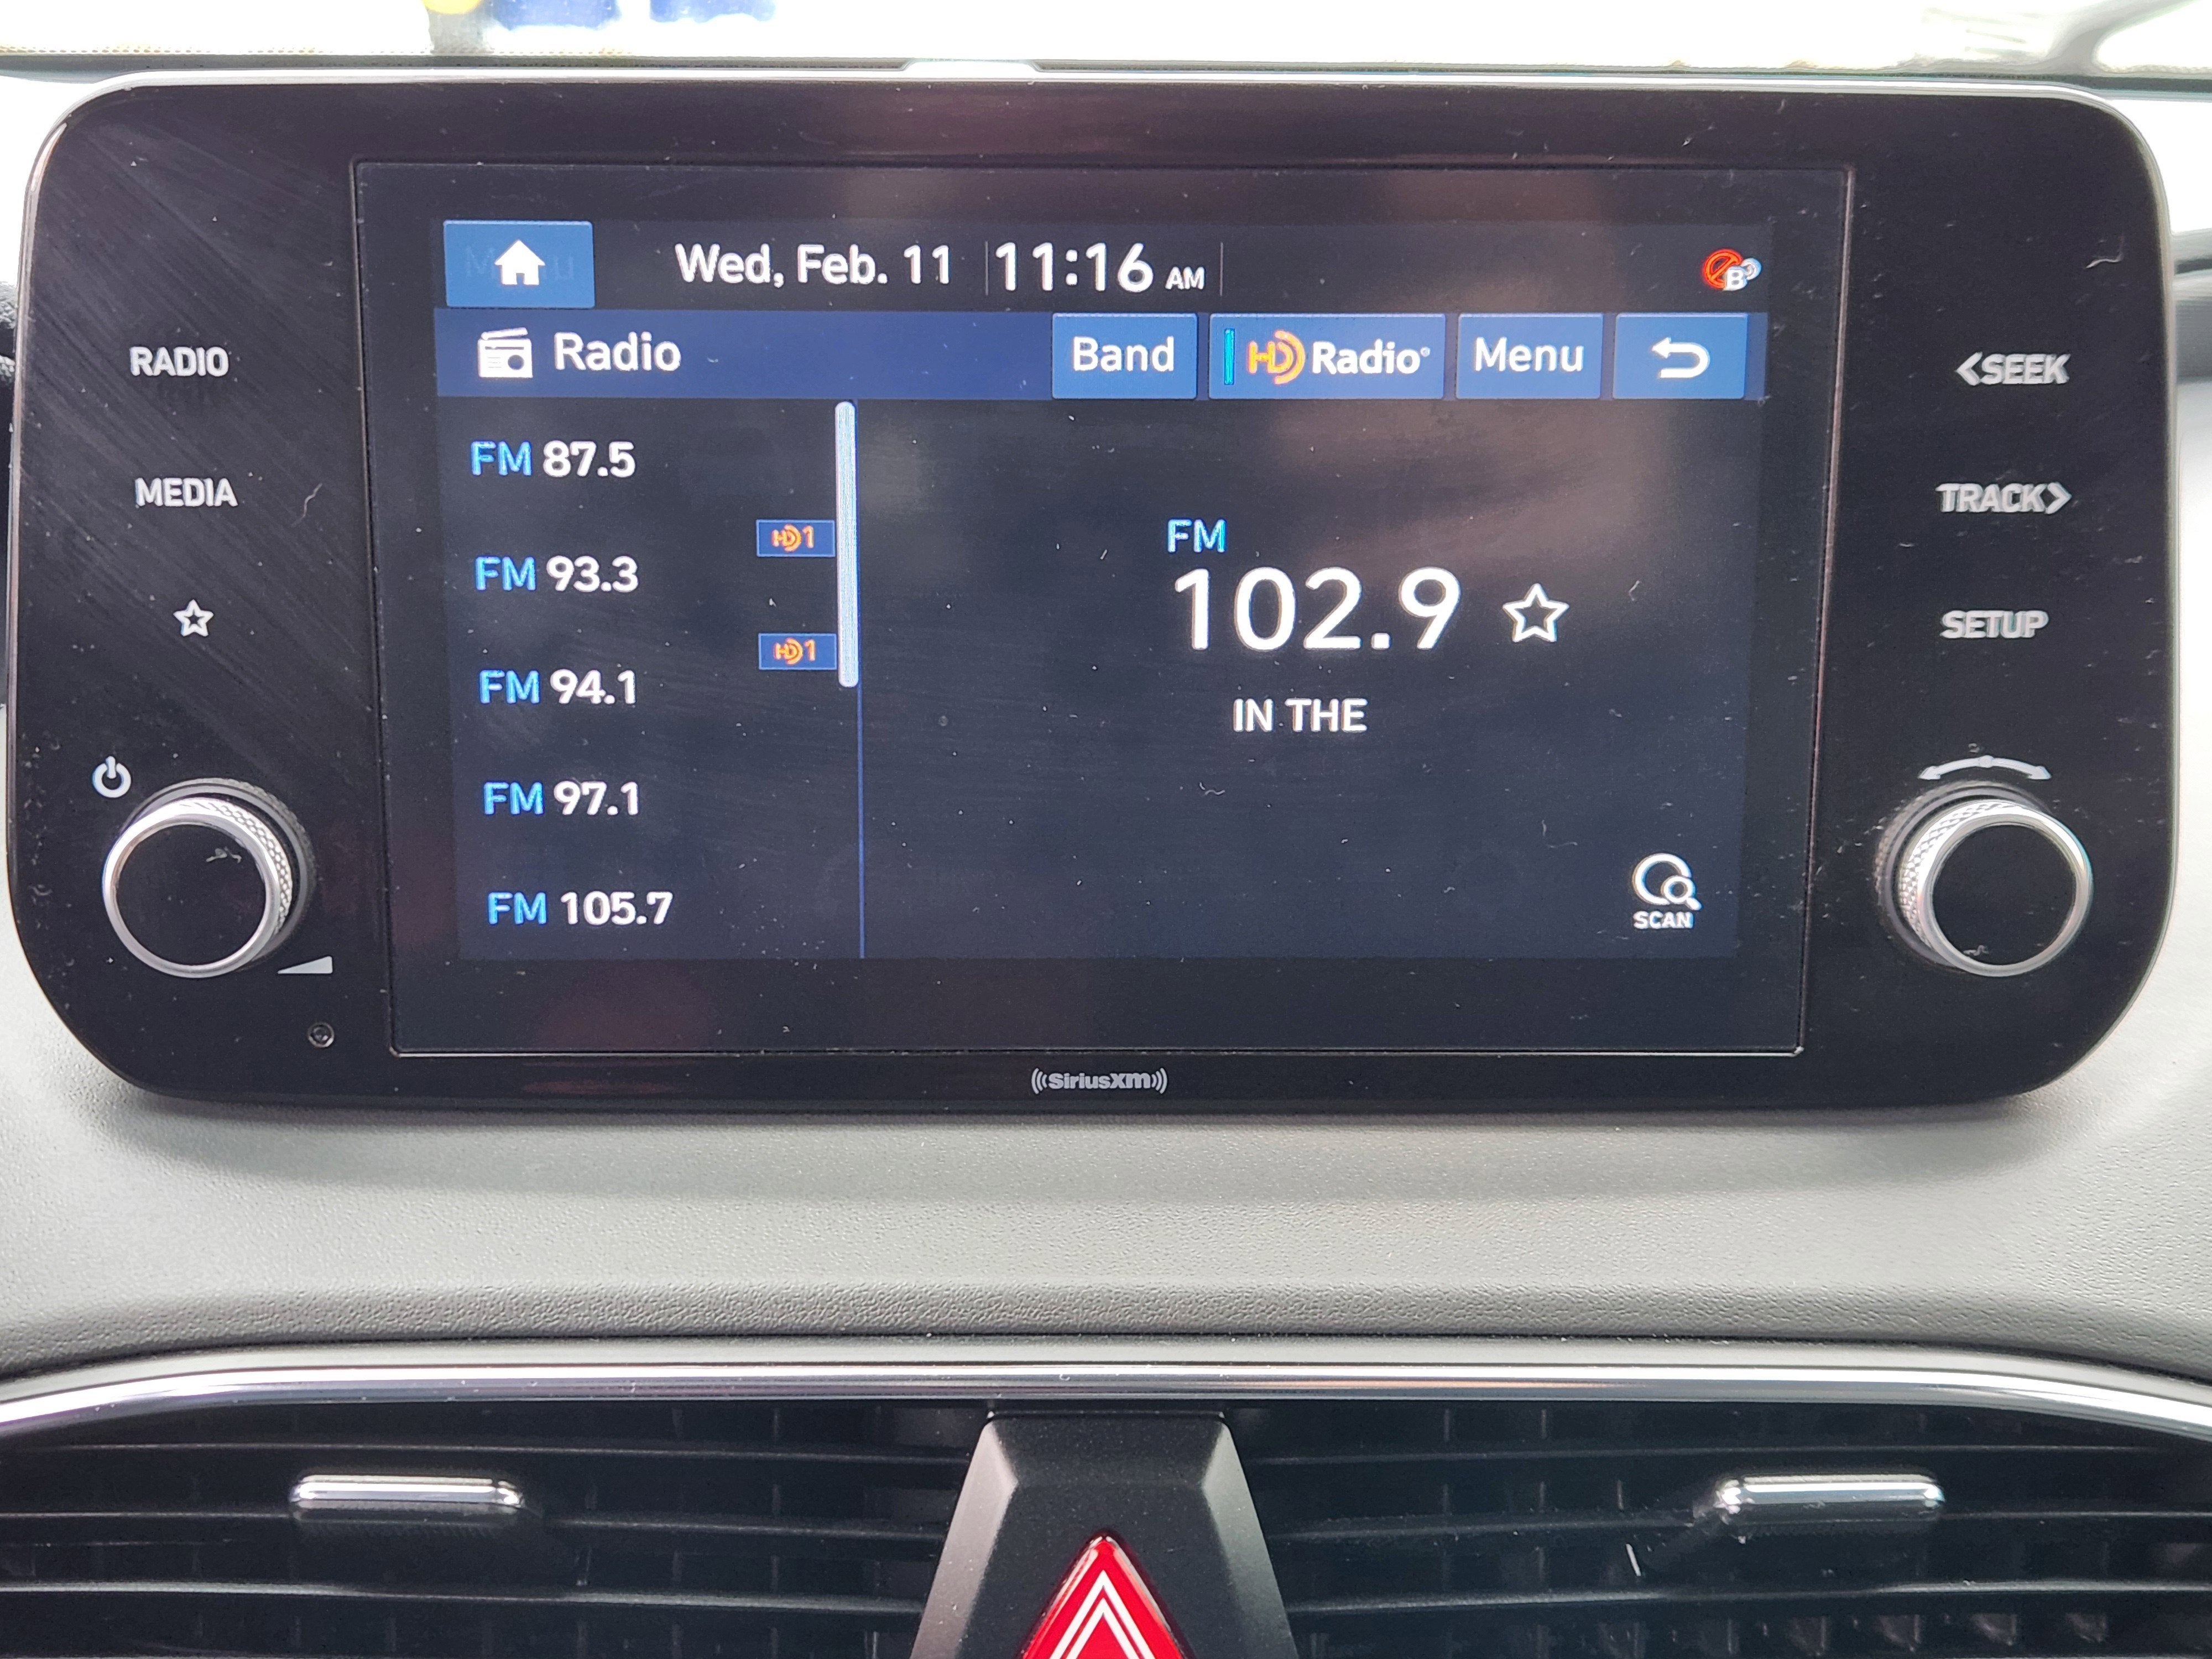 Wed, Feb. 11 11:16 AM
Radio Band HD Radio® Menu
RADIO
MEDIA
FM 87.5
HD1
FM 93.3
HD1
FM 94.1
FM 97.1
FM 105.7
FM
102.9
IN THE
SCAN
<SEEK
TRACK>
SETUP
((SiriusXM))